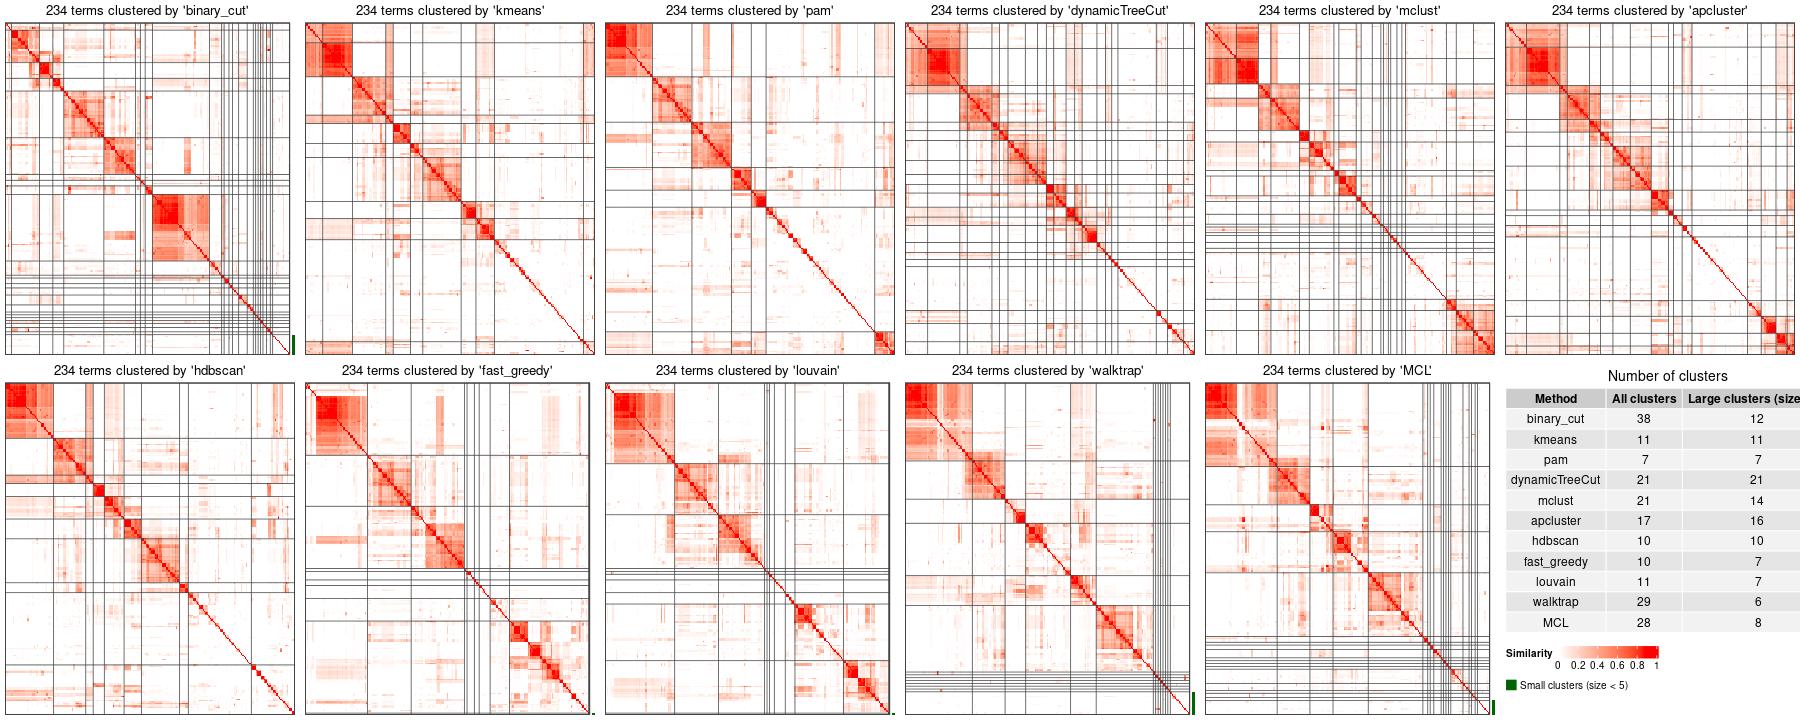 234 terms clustered by 'binary_cut'
234 terms clustered by 'kmeans'
234 terms clustered by 'pam'
234 terms clustered by 'dynamicTreeCut'
234 terms clustered by 'mclust'
234 terms clustered by 'apcluster'
234 terms clustered by 'hdbscan'
234 terms clustered by 'fast_greedy'
234 terms clustered by 'louvain'
234 terms clustered by 'walktrap'
234 terms clustered by 'MCL'
Number of clusters
Method All clusters Large clusters (size
binary_cut 38 12
kmeans 11 11
pam 7 7
dynamicTreeCut 21 21
mclust 21 14
apcluster 17 16
hdbscan 10 10
fast_greedy 10 7
louvain 11 7
walktrap 29 6
MCL 28 8
Similarity
0 0.2 0.4 0.6 0.8 1
Small clusters (size < 5)